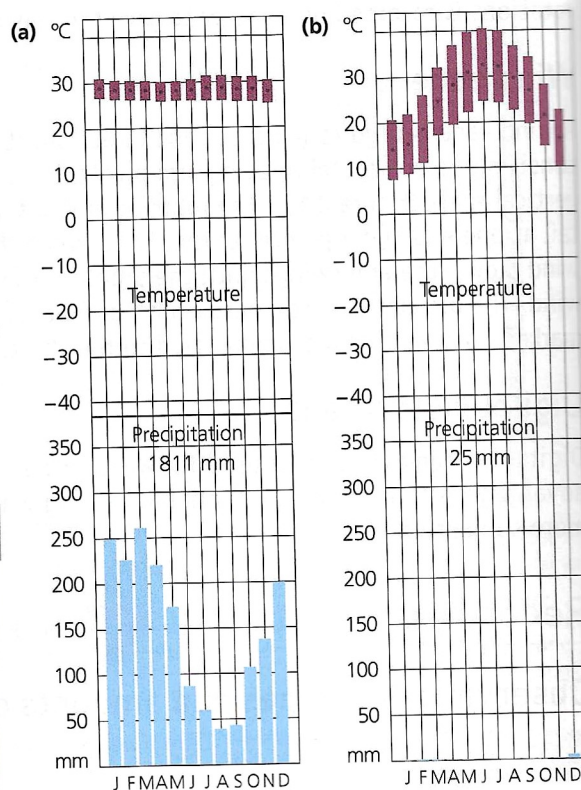 (a)
°C
30
20
10
0
−10
−20
−30
−40
Temperature
Precipitation
1811 mm
350
300
250
200
150
100
50
mm
J F M A M J J A S O N D
(b)
°C
30
20
10
0
−10
−20
−30
−40
Temperature
Precipitation
25 mm
350
300
250
200
150
100
50
mm
J F M A M J J A S O N D